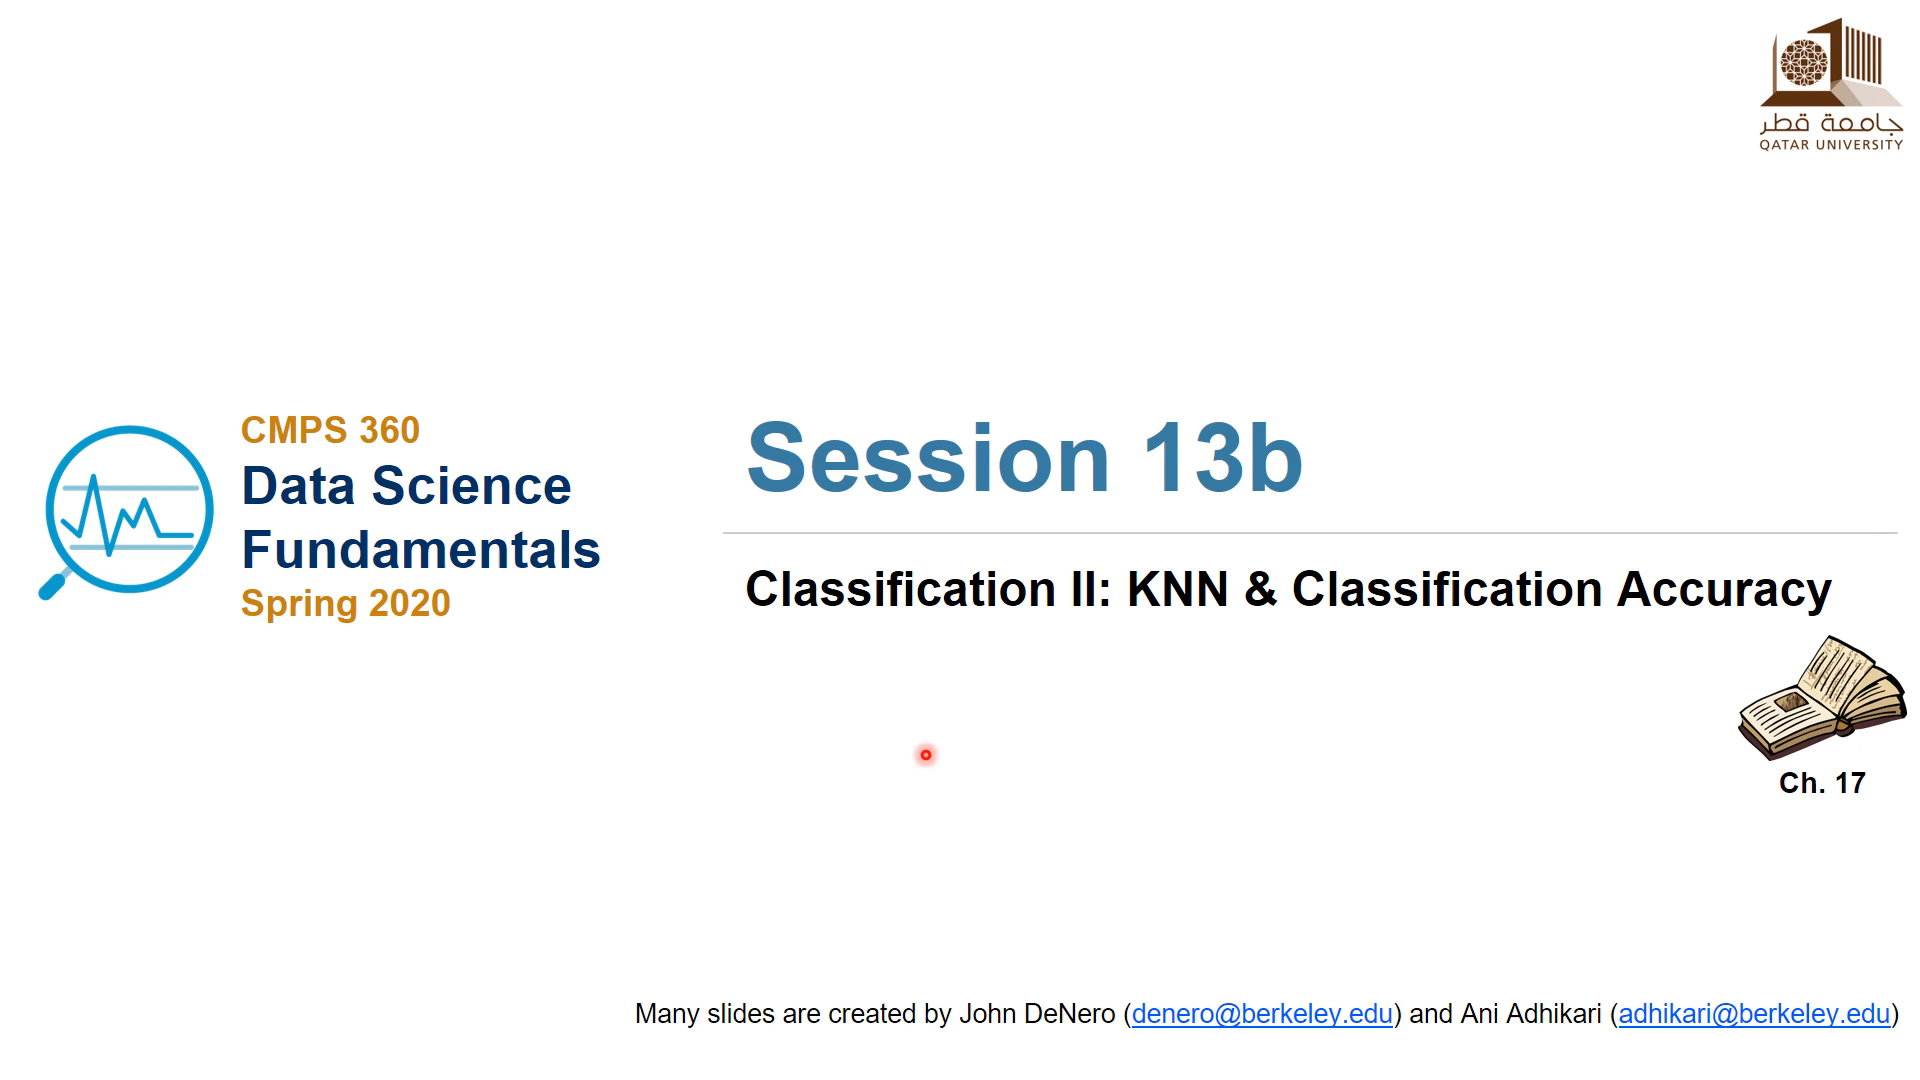 جامعة قطر
QATAR UNIVERSITY
CMPS 360
Data Science
Fundamentals
Spring 2020
Session 13b
Classification II: KNN & Classification Accuracy
Ch. 17
Many slides are created by John DeNero (denero@berkeley.edu) and Ani Adhikari (adhikari@berkeley.edu)